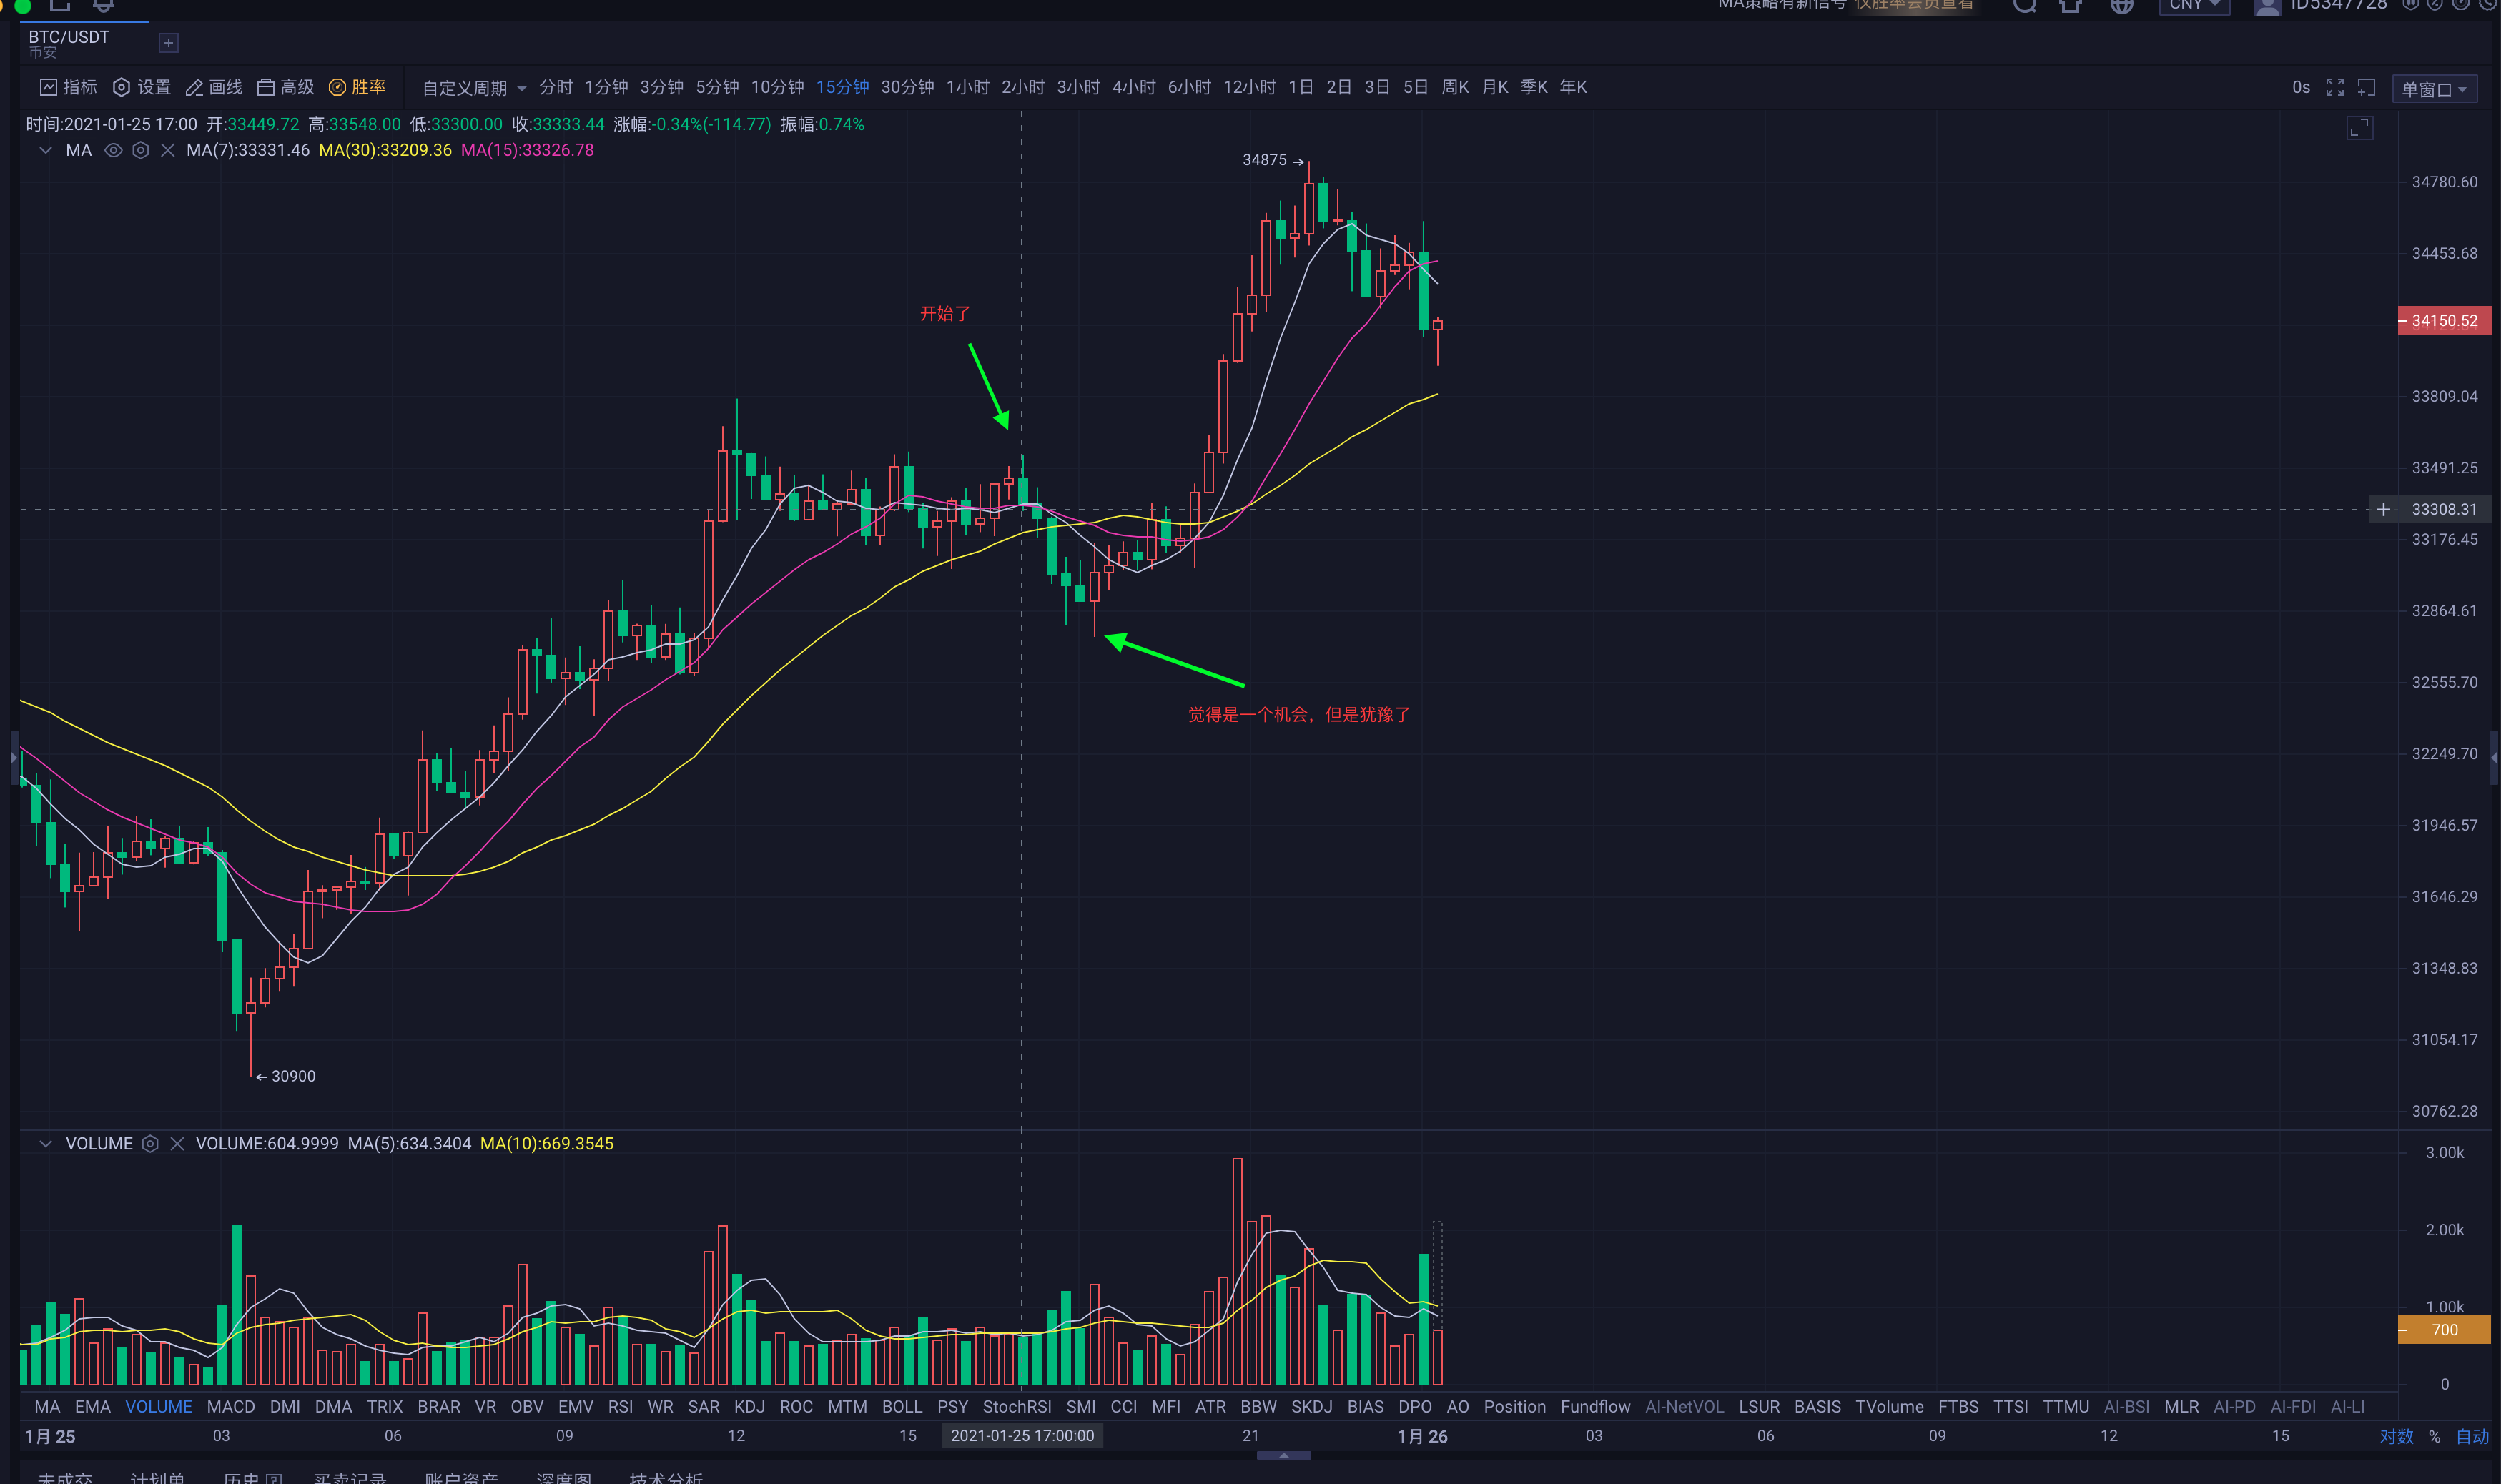 MA策略有新信号 仅胜率会员查看 CNY ID5347728
BTC/USDT
币安
指标 设置 画线 高级 胜率 自定义周期 分时 1分钟 3分钟 5分钟 10分钟 15分钟 30分钟 1小时 2小时 3小时 4小时 6小时 12小时 1日 2日 3日 5日 周K 月K 季K 年K 0s 单窗口
时间:2021-01-25 17:00 开:33449.72 高:33548.00 低:33300.00 收:33333.44 涨幅:-0.34%(-114.77) 振幅:0.74%
MA MA(7):33331.46 MA(30):33209.36 MA(15):33326.78
34875
34780.60
34453.68
开始了
34150.52
33809.04
33491.25
33308.31
33176.45
32864.61
32555.70
觉得是一个机会，但是犹豫了
32249.70
31946.57
31646.29
31348.83
31054.17
30900
30762.28
VOLUME VOLUME:604.9999 MA(5):634.3404 MA(10):669.3545
3.00k
2.00k
1.00k
700
0
MA EMA VOLUME MACD DMI DMA TRIX BRAR VR OBV EMV RSI WR SAR KDJ ROC MTM BOLL PSY StochRSI SMI CCI MFI ATR BBW SKDJ BIAS DPO AO Position Fundflow AI-NetVOL LSUR BASIS TVolume FTBS TTSI TTMU AI-BSI MLR AI-PD AI-FDI AI-LI
1月 25 03 06 09 12 15 2021-01-25 17:00:00 21 1月 26 03 06 09 12 15 对数 % 自动
未成交 计划单 历史 买卖记录 账户资产 深度图 技术分析